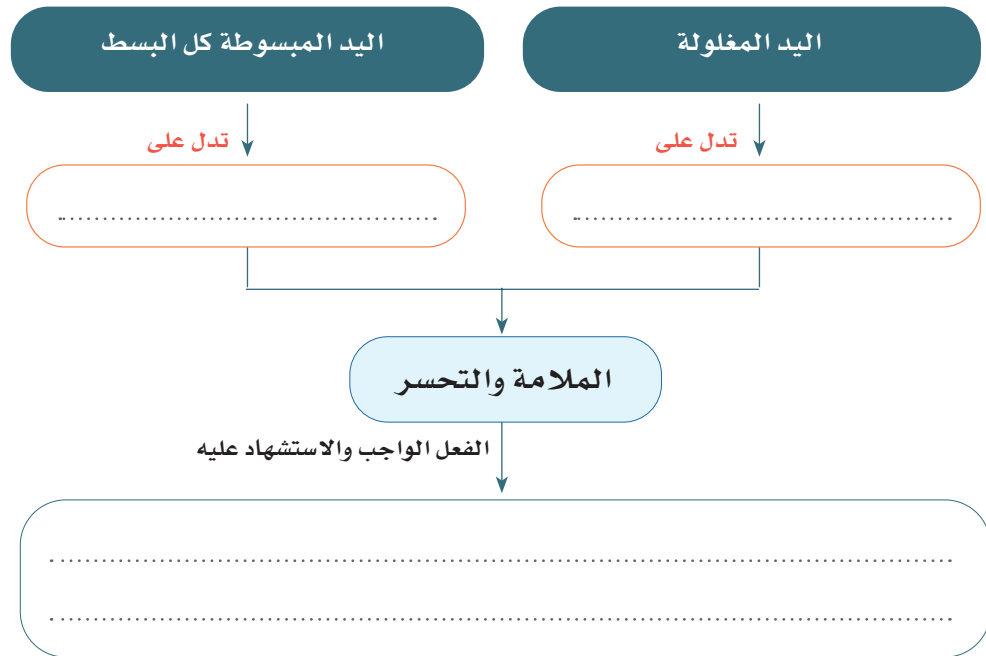 اليد المغلولة
اليد المبسوطة كل البسط
تدل على
تدل على
الملامة والتحسر
الفعل الواجب والاستشهاد عليه